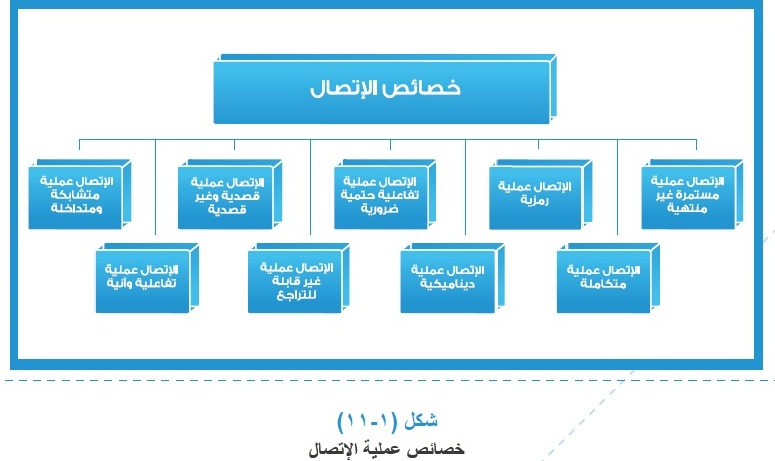 خصائص الإتصال
الإتصال عملية
مستمرة غير
منتهية
الإتصال عملية
رمزية
الإتصال عملية
تفاعلية حتمية
ضرورية
الإتصال عملية
قصدية وغير
قصدية
الإتصال عملية
متشابكة
ومتداخلة
الإتصال عملية
متكاملة
الإتصال عملية
ديناميكية
الإتصال عملية
غير قابلة
للتراجع
الإتصال عملية
تفاعلية وآنية
شكل (١-١١)
خصائص عملية الإتصال